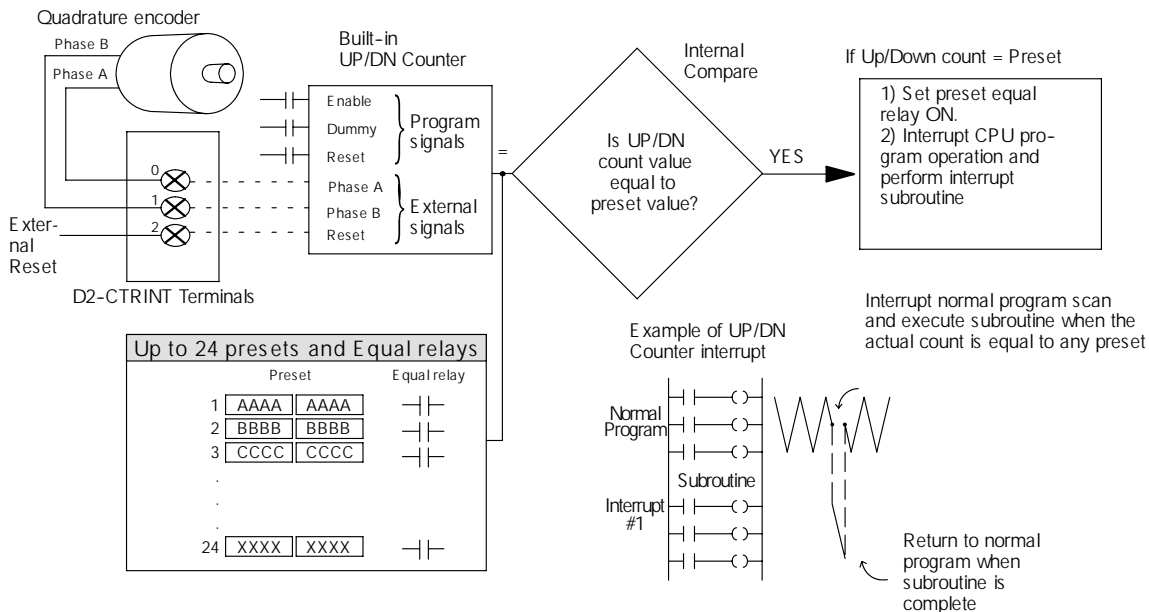 Quadrature encoder
Phase B
Phase A
Built-in
UP/DN Counter
Enable
Dummy
Reset
Program
signals
Phase A
Phase B
Reset
External
signals
0
1
2
Exter-
nal
Reset
D2-CTRINT Terminals
=
Internal
Compare
Is UP/DN
count value
equal to
preset value?
YES
If Up/Down count = Preset
1) Set preset equal
relay ON.
2) Interrupt CPU pro-
gram operation and
perform interrupt
subroutine
Up to 24 presets and Equal relays
Preset Equal relay
1 AAAA AAAA
2 BBBB BBBB
3 CCCC CCCC
.
.
.
24 XXXX XXXX
Example of UP/DN
Counter interrupt
Interrupt normal program scan
and execute subroutine when the
actual count is equal to any preset
Normal
Program
Subroutine
Interrupt
#1
Return to normal
program when
subroutine is
complete